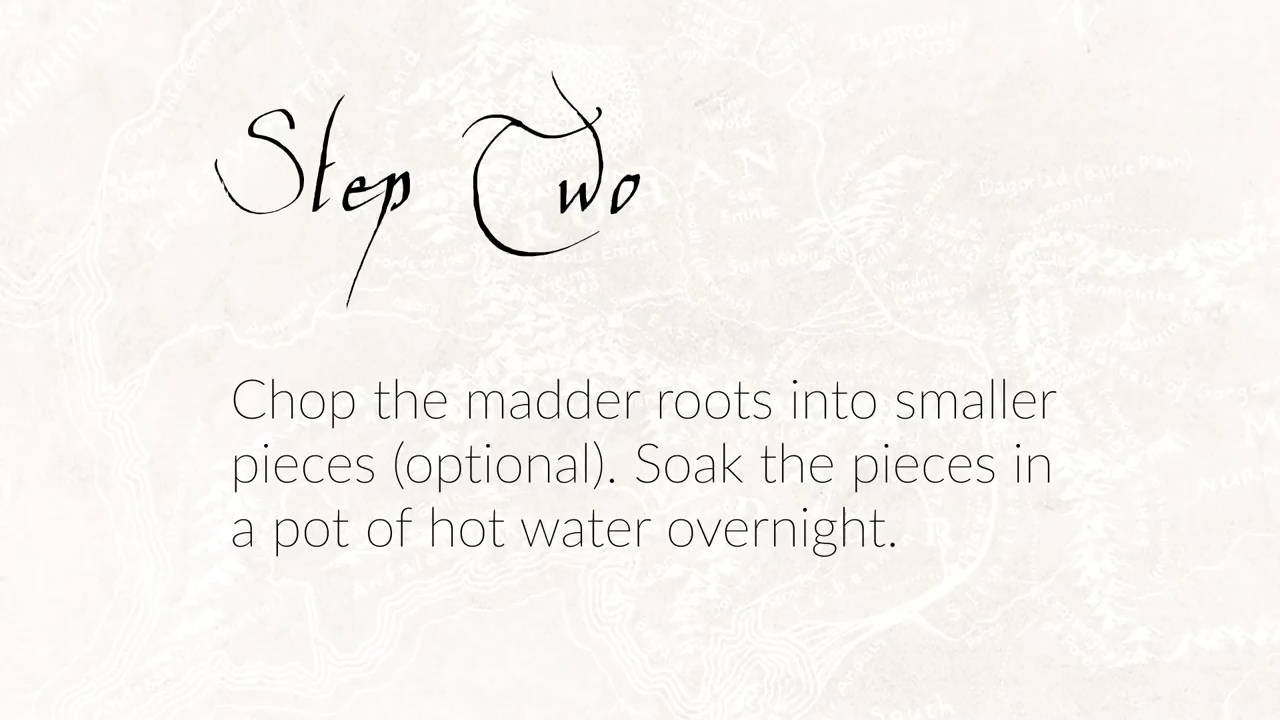 Step Two
Chop the madder roots into smaller
pieces (optional). Soak the pieces in
a pot of hot water overnight.